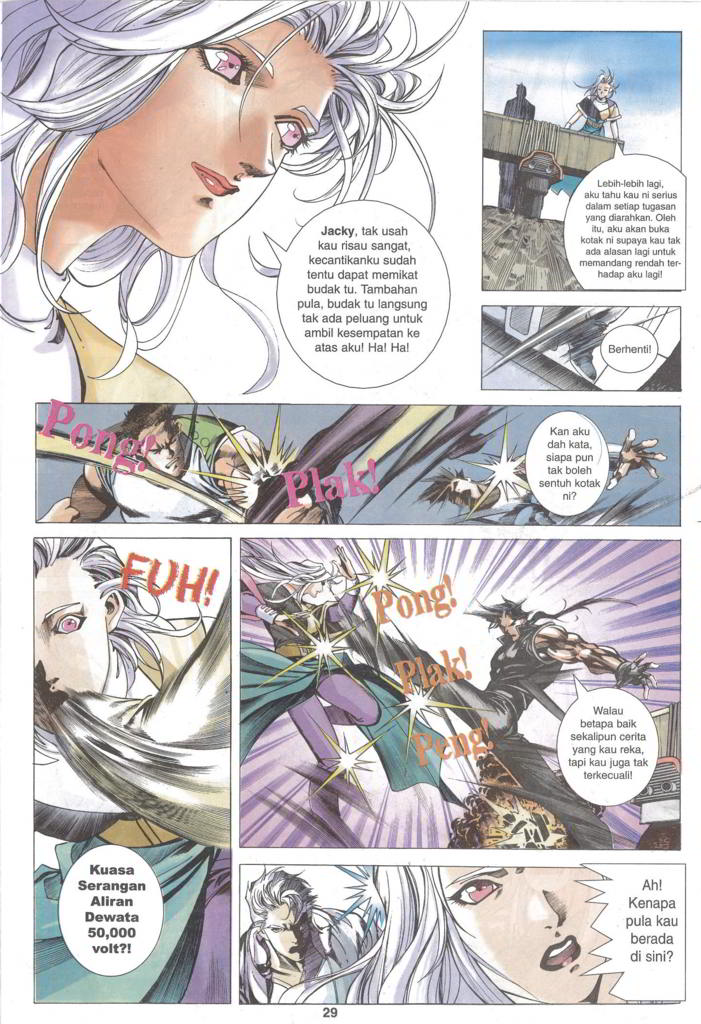 Jacky, tak usah
kau risau sangat,
kecantikanku sudah
tentu dapat memikat
budak tu. Tambahan
pula, budak tu langsung
tak ada peluang untuk
ambil kesempatan ke
atas aku! Ha! Ha!
Lebih-lebih lagi,
aku tahu kau ni serius
dalam setiap tugasan
yang diarahkan. Oleh
itu, aku akan buka
kotak ni supaya kau tak
ada alasan lagi untuk
memandang rendah ter-
hadap aku lagi!
Berhenti!
Pong!
Plak!
Kan aku
dah kata,
siapa pun
tak boleh
sentuh kotak
ni?
FUH!
Kuasa
Serangan
Aliran
Dewata
50,000
volt?!
Pong!
Plak!
Peng!
Walau
betapa baik
sekalipun cerita
yang kau reka,
tapi kau juga tak
terkecuali!
Ah!
Kenapa
pula kau
berada
di sini?
29